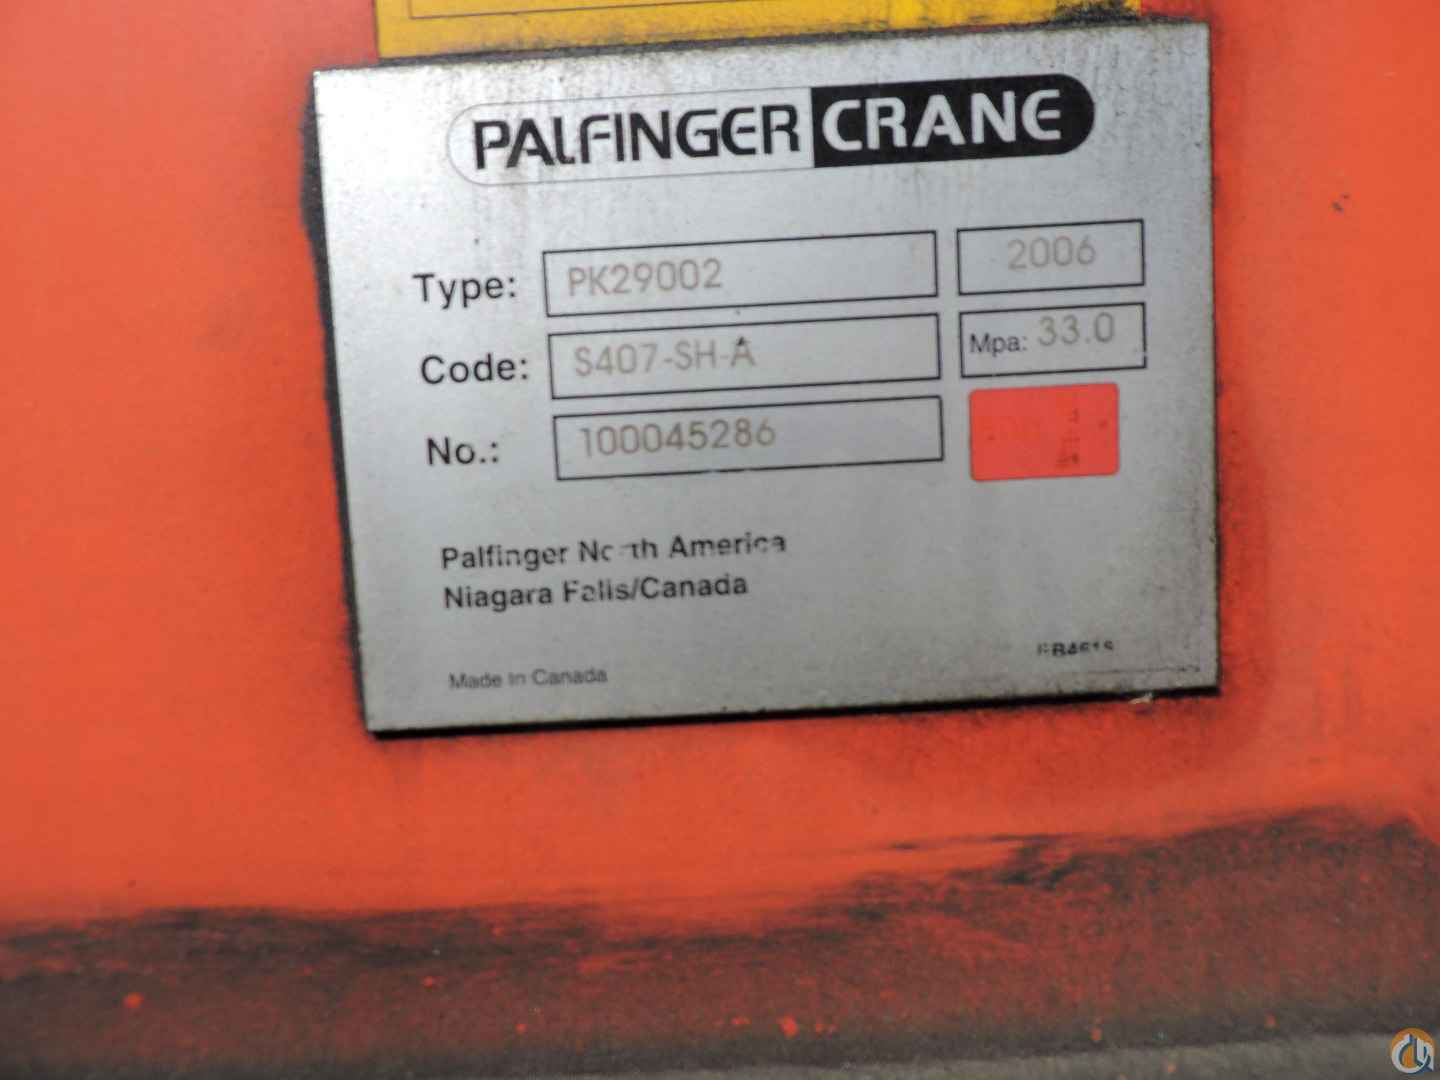 PALFINGER CRANE
Type: PK29002 2006
Code: S407-SH-A Mpa: 33.0
No.: 100045286
Palfinger North America
Niagara Falls/Canada
Made in Canada